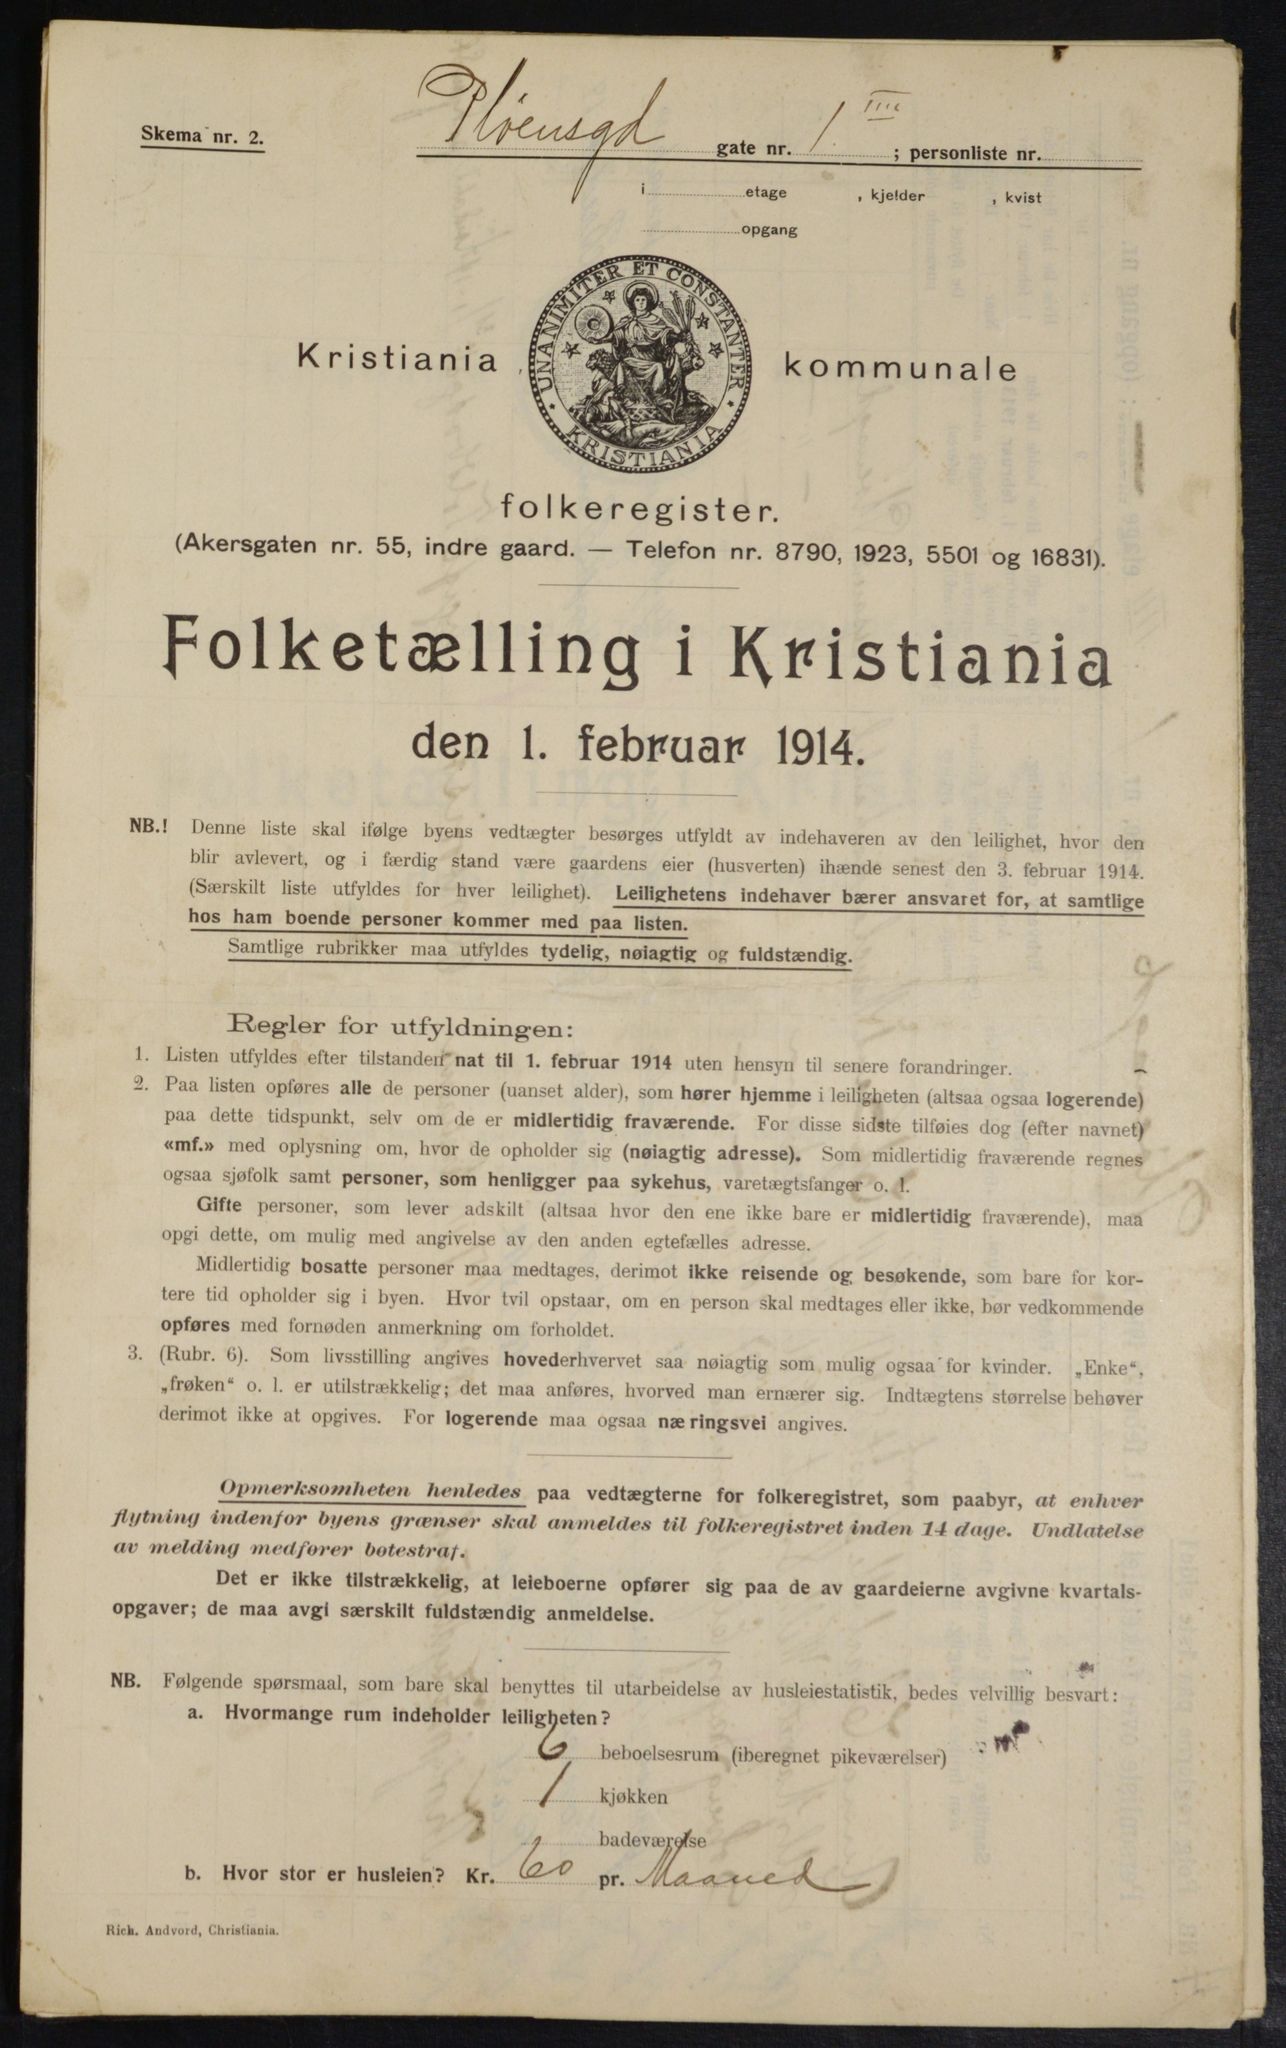 Skema nr. 2.
Pløensgd gate nr. 1 III ; personliste nr.
i etage , kjelder , kvist
opgang
UNANIMITER ET CONSTANTER
KRISTIANIA
Kristiania kommunale
folkeregister.
(Akersgaten nr. 55, indre gaard. — Telefon nr. 8790, 1923, 5501 og 16831).
Folketælling i Kristiania
den 1. februar 1914.
NB.! Denne liste skal ifølge byens vedtægter besørges utfyldt av indehaveren av den leilighet, hvor den
blir avlevert, og i færdig stand være gaardens eier (husverten) ihænde senest den 3. februar 1914.
(Særskilt liste utfyldes for hver leilighet). Leilighetens indehaver bærer ansvaret for, at samtlige
hos ham boende personer kommer med paa listen.
Samtlige rubrikker maa utfyldes tydelig, nøiagtig og fuldstændig.
Regler for utfyldningen:
1. Listen utfyldes efter tilstanden nat til 1. februar 1914 uten hensyn til senere forandringer.
2. Paa listen opføres alle de personer (uanset alder), som hører hjemme i leiligheten (altsaa ogsaa logerende)
paa dette tidspunkt, selv om de er midlertidig fraværende. For disse sidste tilføies dog (efter navnet)
«mf.» med oplysning om, hvor de opholder sig (nøiagtig adresse). Som midlertidig fraværende regnes
ogsaa sjøfolk samt personer, som henligger paa sykehus, varetægtsfanger o. l.
Gifte personer, som lever adskilt (altsaa hvor den ene ikke bare er midlertidig fraværende), maa
opgi dette, om mulig med angivelse av den anden egtefælles adresse.
Midlertidig bosatte personer maa medtages, derimot ikke reisende og besøkende, som bare for kor-
tere tid opholder sig i byen. Hvor tvil opstaar, om en person skal medtages eller ikke, bør vedkommende
opføres med fornøden anmerkning om forholdet.
3. (Rubr. 6). Som livsstilling angives hovederhvervet saa nøiagtig som mulig ogsaa for kvinder. „Enke“,
„frøken“ o. l. er utilstrækkelig; det maa anføres, hvorved man ernærer sig. Indtægtens størrelse behøver
derimot ikke at opgives. For logerende maa ogsaa næringsvei angives.
Opmerksomheten henledes paa vedtægterne for folkeregistret, som paabyr, at enhver
flytning indenfor byens grænser skal anmeldes til folkeregistret inden 14 dage. Undlatelse
av melding medfører bøtestraf.
Det er ikke tilstrækkelig, at leieboerne opfører sig paa de av gaardeierne avgivne kvartals-
opgaver; de maa avgi særskilt fuldstændig anmeldelse.
NB. Følgende spørsmaal, som bare skal benyttes til utarbeidelse av husleiestatistik, bedes velvillig besvart:
a. Hvormange rum indeholder leiligheten?
6 beboelsesrum (iberegnet pikeværelser)
1 kjøkken
badeværelse
b. Hvor stor er husleien? Kr. 60 pr. Maaned
Rich. Andvord, Christiania.